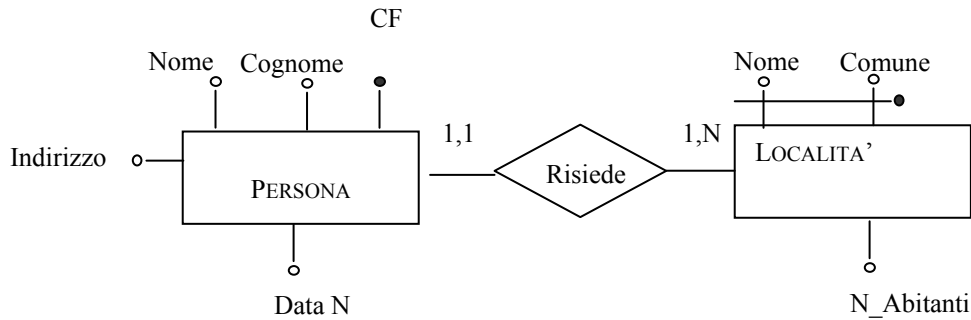 CF
Nome Cognome
Nome Comune
Indirizzo
PERSONA
1,1
Risiede
1,N
LOCALITA’
Data N
N_Abitanti